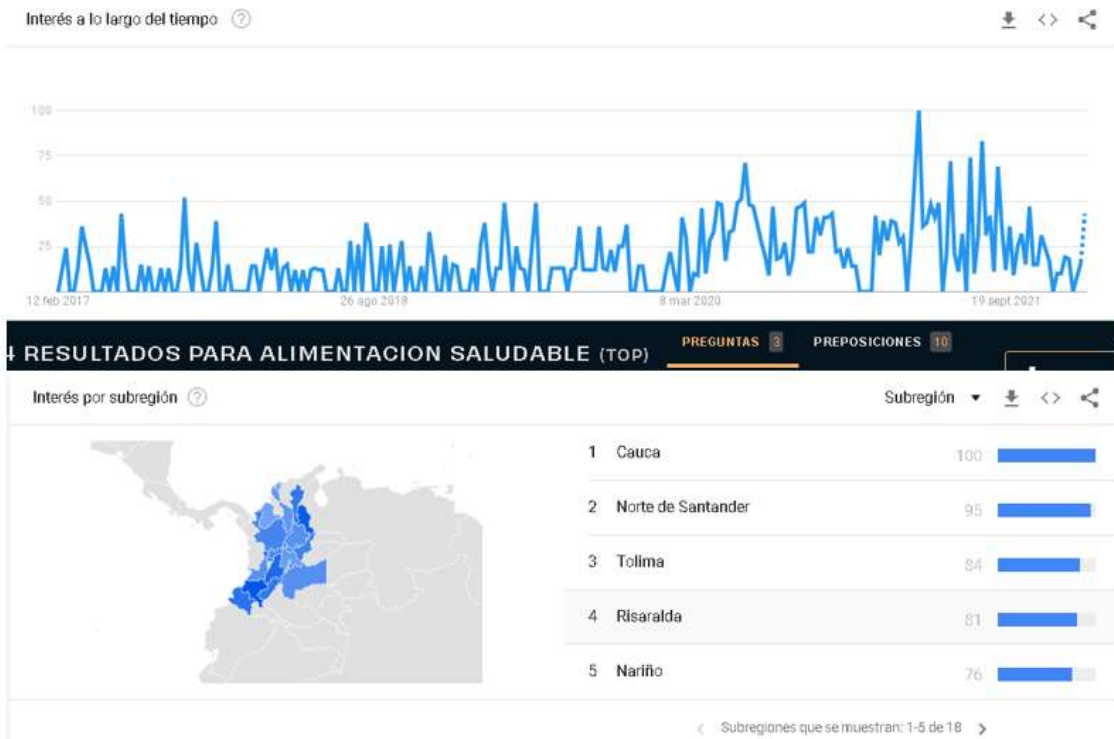 Interés a lo largo del tiempo
100
75
50
25
12 feb 2017 26 ago 2018 8 mar 2020 19 sept 2021
4 RESULTADOS PARA ALIMENTACION SALUDABLE (TOP) PREGUNTAS 3 PREPOSICIONES 10
Interés por subregión Subregión
1 Cauca 100
2 Norte de Santander 95
3 Tolima 84
4 Risaralda 81
5 Nariño 76
Subregiones que se muestran: 1-5 de 18